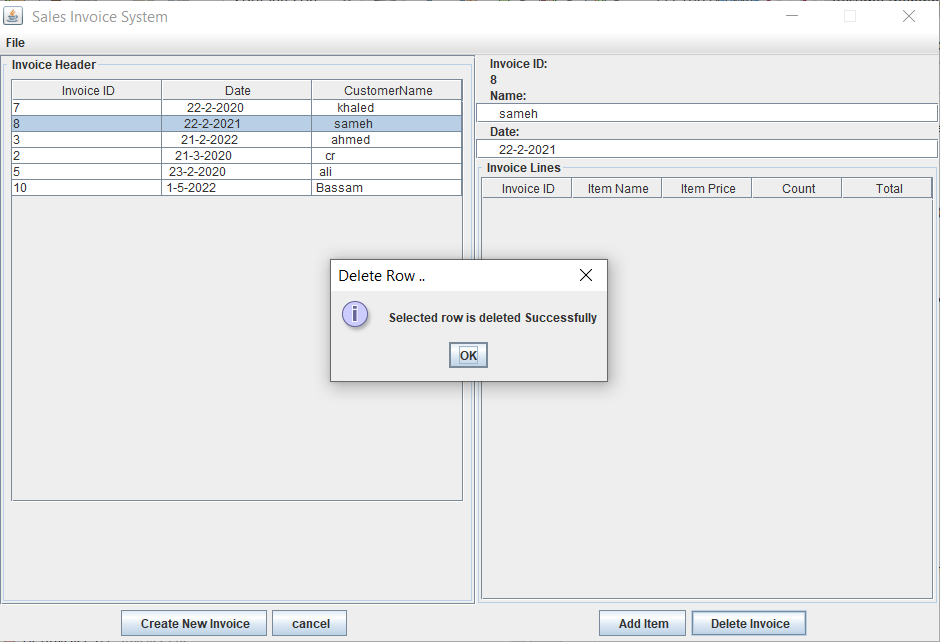 Sales Invoice System
File
Invoice Header
Invoice ID Date CustomerName
7 22-2-2020 khaled
8 22-2-2021 sameh
3 21-2-2022 ahmed
2 21-3-2020 cr
5 23-2-2020 ali
10 1-5-2022 Bassam
Invoice ID:
8
Name:
sameh
Date:
22-2-2021
Invoice Lines
Invoice ID Item Name Item Price Count Total
Delete Row ..
i
Selected row is deleted Successfully
OK
Create New Invoice cancel
Add Item Delete Invoice